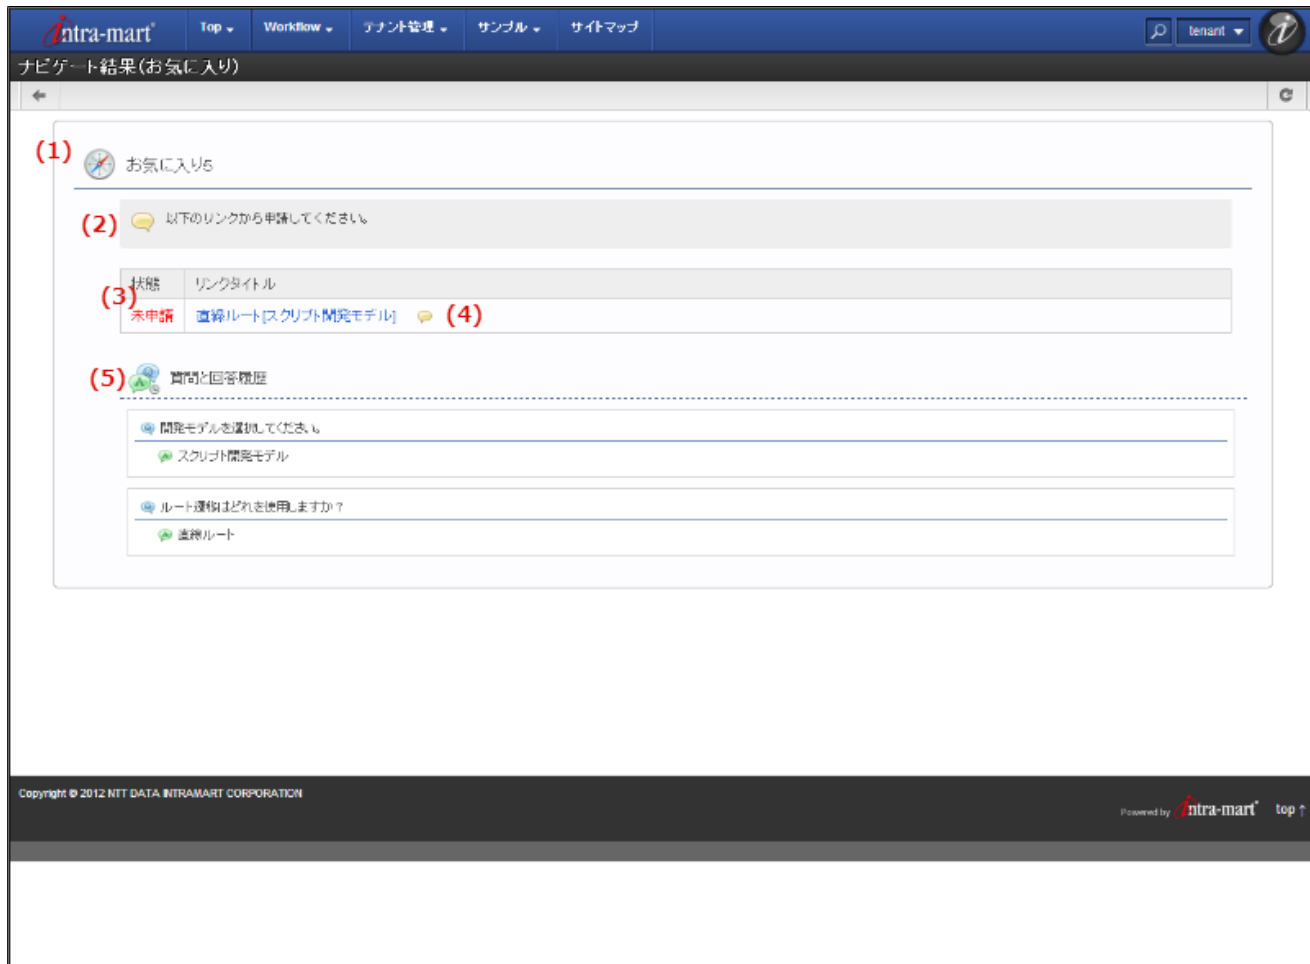 intra-mart® Top Workflow テナント管理 サンプル サイトマップ tenant
ナビゲート結果(お気に入り)
(1) お気に入り5
(2) 以下のリンクから申請してください。
状態 リンクタイトル
(3)
未申請 直線ルート[スクリプト開発モデル] (4)
(5) 質問と回答履歴
開発モデルを選択してください。
スクリプト開発モデル
ルート遷移はどれを使用しますか？
直線ルート
Copyright © 2012 NTT DATA INTRAMART CORPORATION
Powered by intra-mart® top ↑